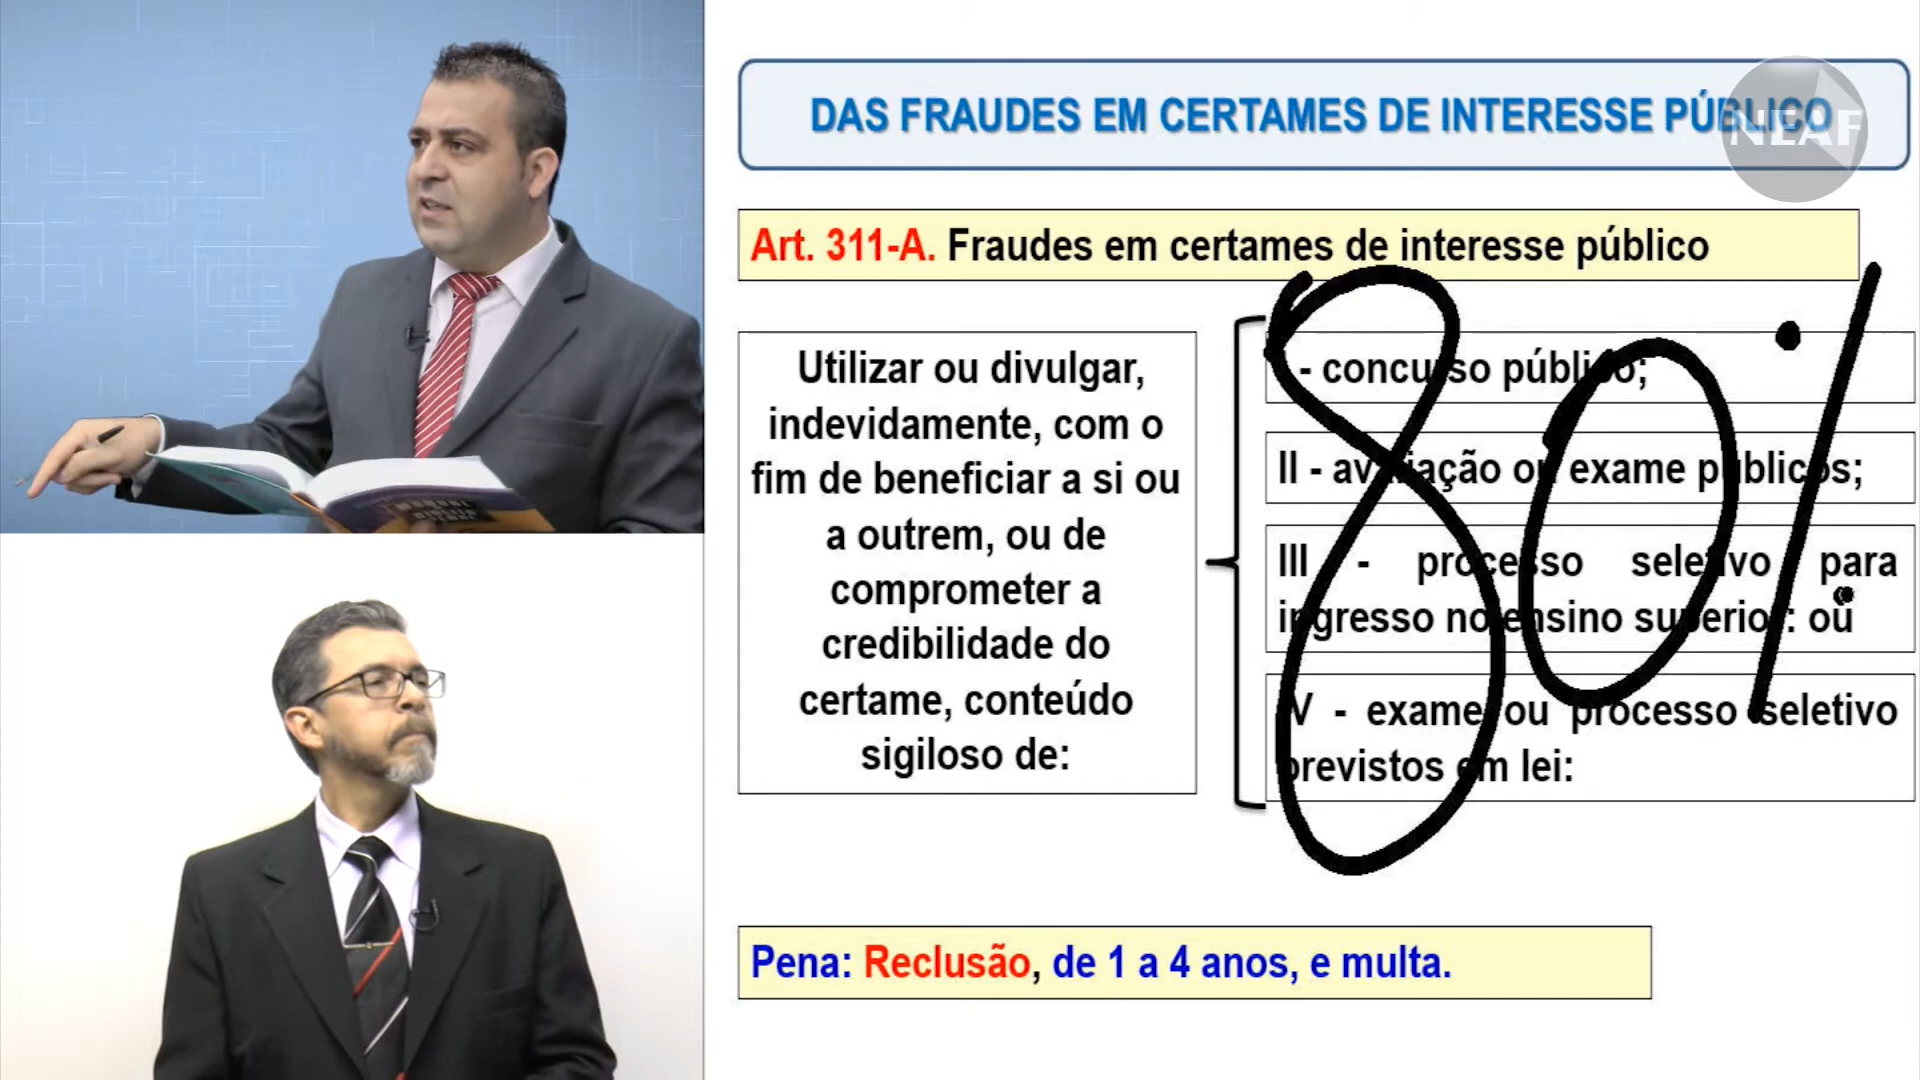 DAS FRAUDES EM CERTAMES DE INTERESSE PÚBLICO
NEAF
Art. 311-A. Fraudes em certames de interesse público
Utilizar ou divulgar,
indevidamente, com o
fim de beneficiar a si ou
a outrem, ou de
comprometer a
credibilidade do
certame, conteúdo
sigiloso de:
- concurso público;
II - avaliação ou exame públicos;
III - processo seletivo para
ingresso no ensino superior: ou
V - exame ou processo seletivo
previstos em lei:
80%
Pena: Reclusão, de 1 a 4 anos, e multa.